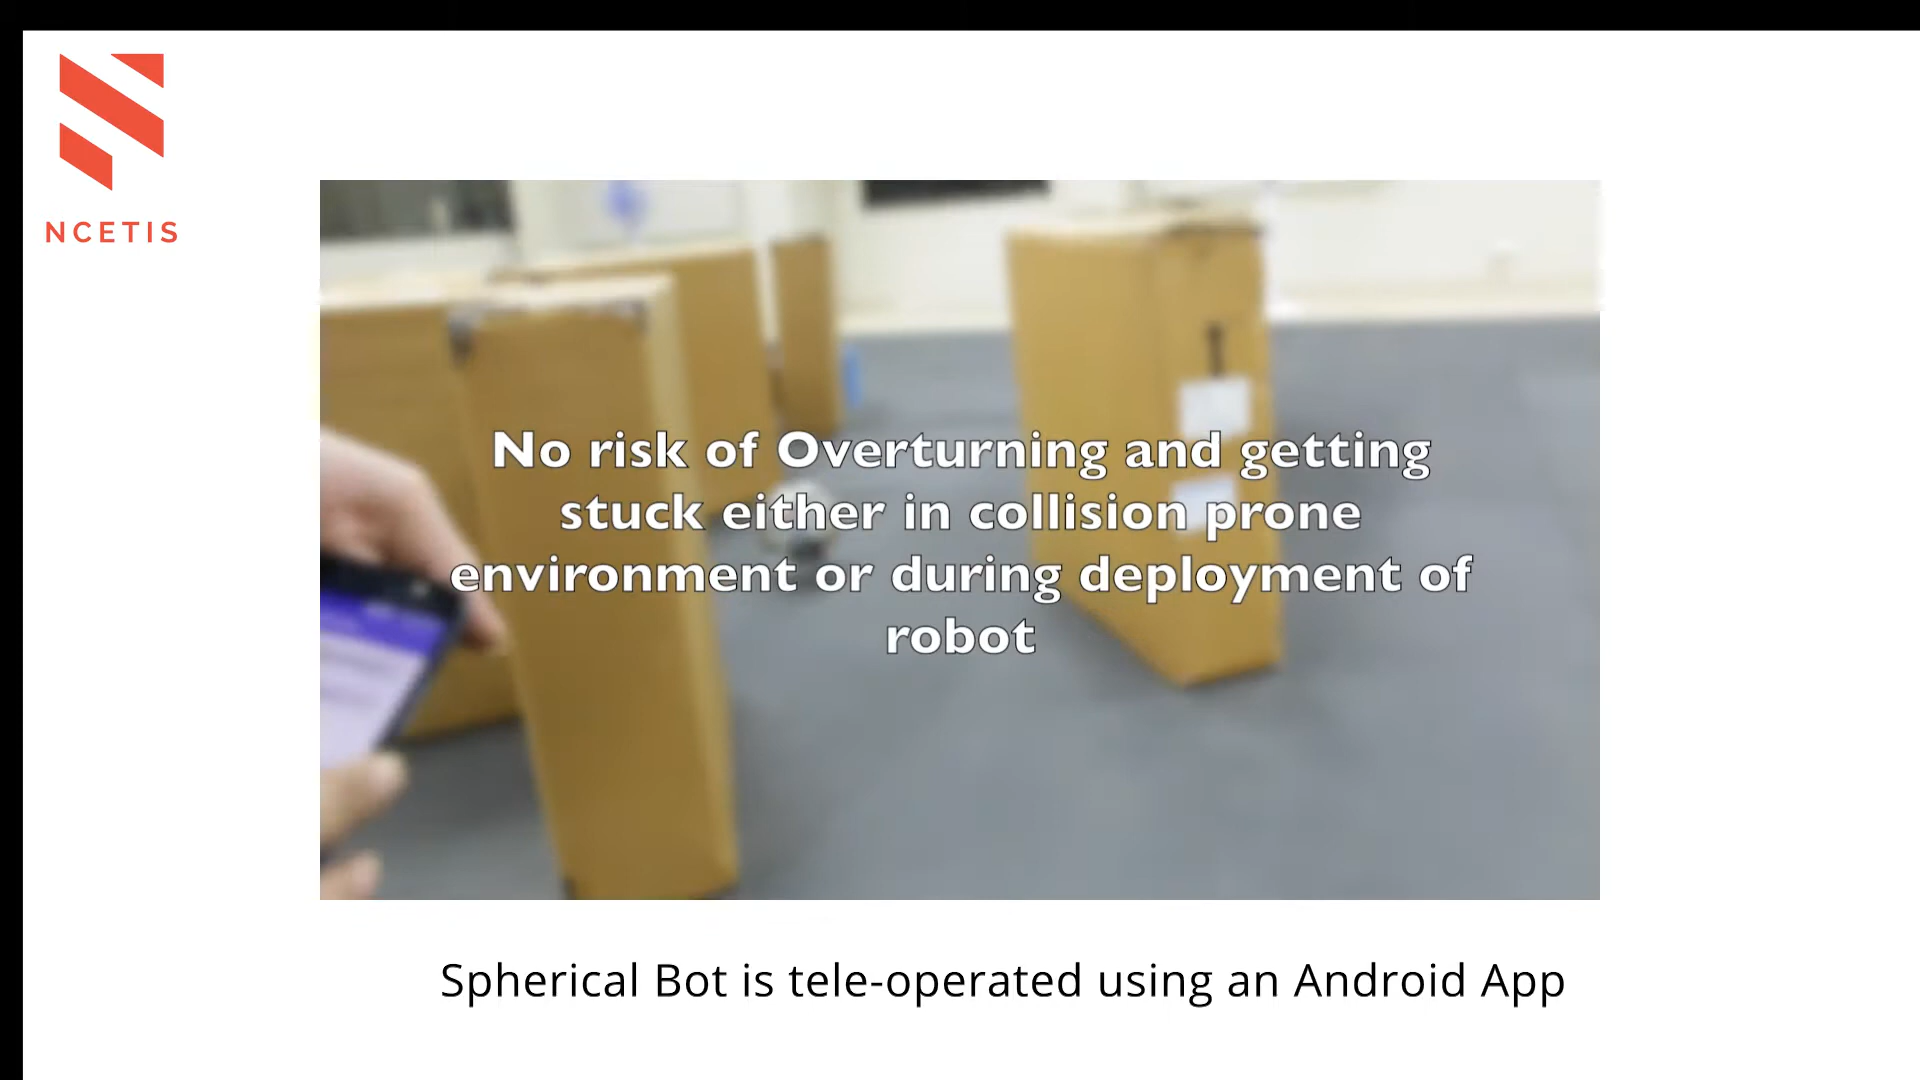 NCETIS
No risk of Overturning and getting
stuck either in collision prone
environment or during deployment of
robot
Spherical Bot is tele-operated using an Android App